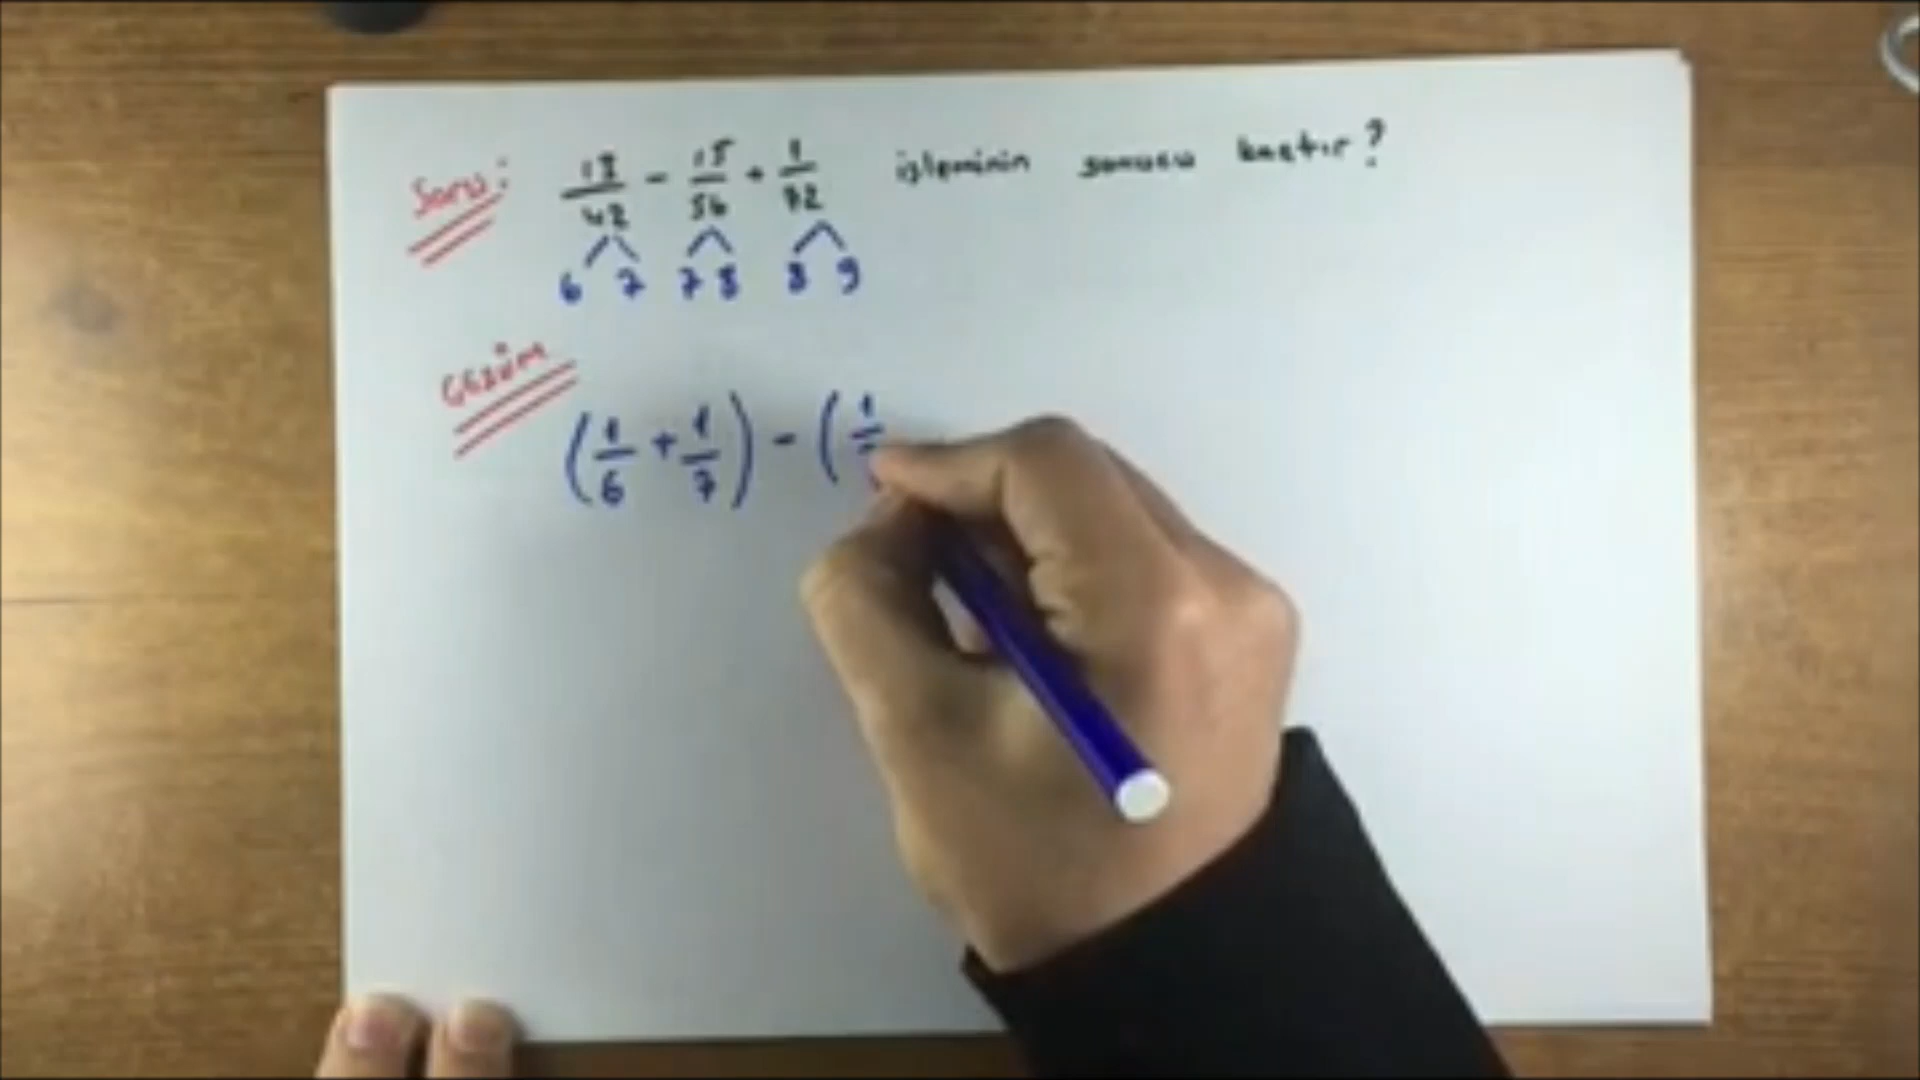 Soru: 13/42 - 15/56 + 1/72 işleminin sonucu kaçtır?
6 7 7 8 8 9
Çözüm
(1/6 + 1/7) - (1/